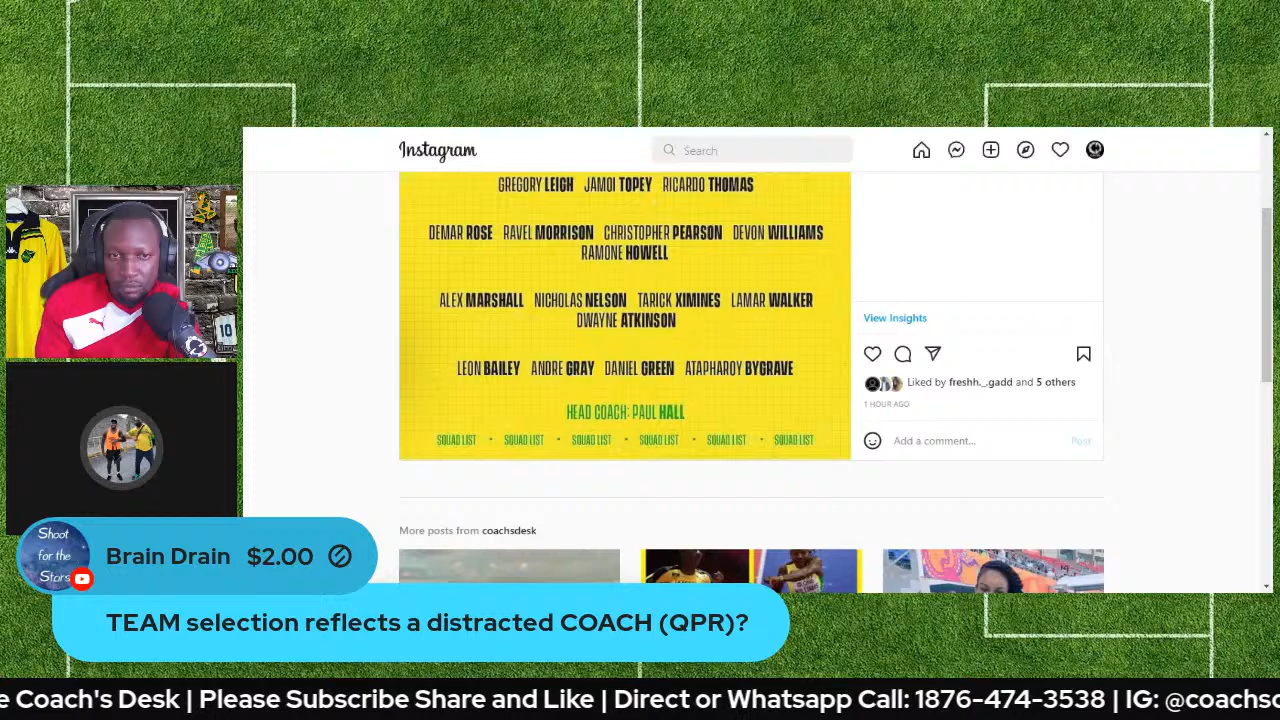 Instagram
Search
GREGORY LEIGH JAMOI TOPEY RICARDO THOMAS
DEMAR ROSE RAVEL MORRISON CHRISTOPHER PEARSON DEVON WILLIAMS
RAMONE HOWELL
ALEX MARSHALL NICHOLAS NELSON TARICK XIMINES LAMAR WALKER
DWAYNE ATKINSON
LEON BAILEY ANDRE GRAY DANIEL GREEN ATAPHAROY BYGRAVE
HEAD COACH: PAUL HALL
SQUAD LIST • SQUAD LIST • SQUAD LIST • SQUAD LIST • SQUAD LIST • SQUAD LIST
View Insights
Liked by freshh._.gadd and 5 others
1 HOUR AGO
Add a comment... Post
More posts from coachsdesk
10
Shoot
for the
Stars
Brain Drain $2.00
TEAM selection reflects a distracted COACH (QPR)?
e Coach's Desk | Please Subscribe Share and Like | Direct or Whatsapp Call: 1876-474-3538 | IG: @coachsd